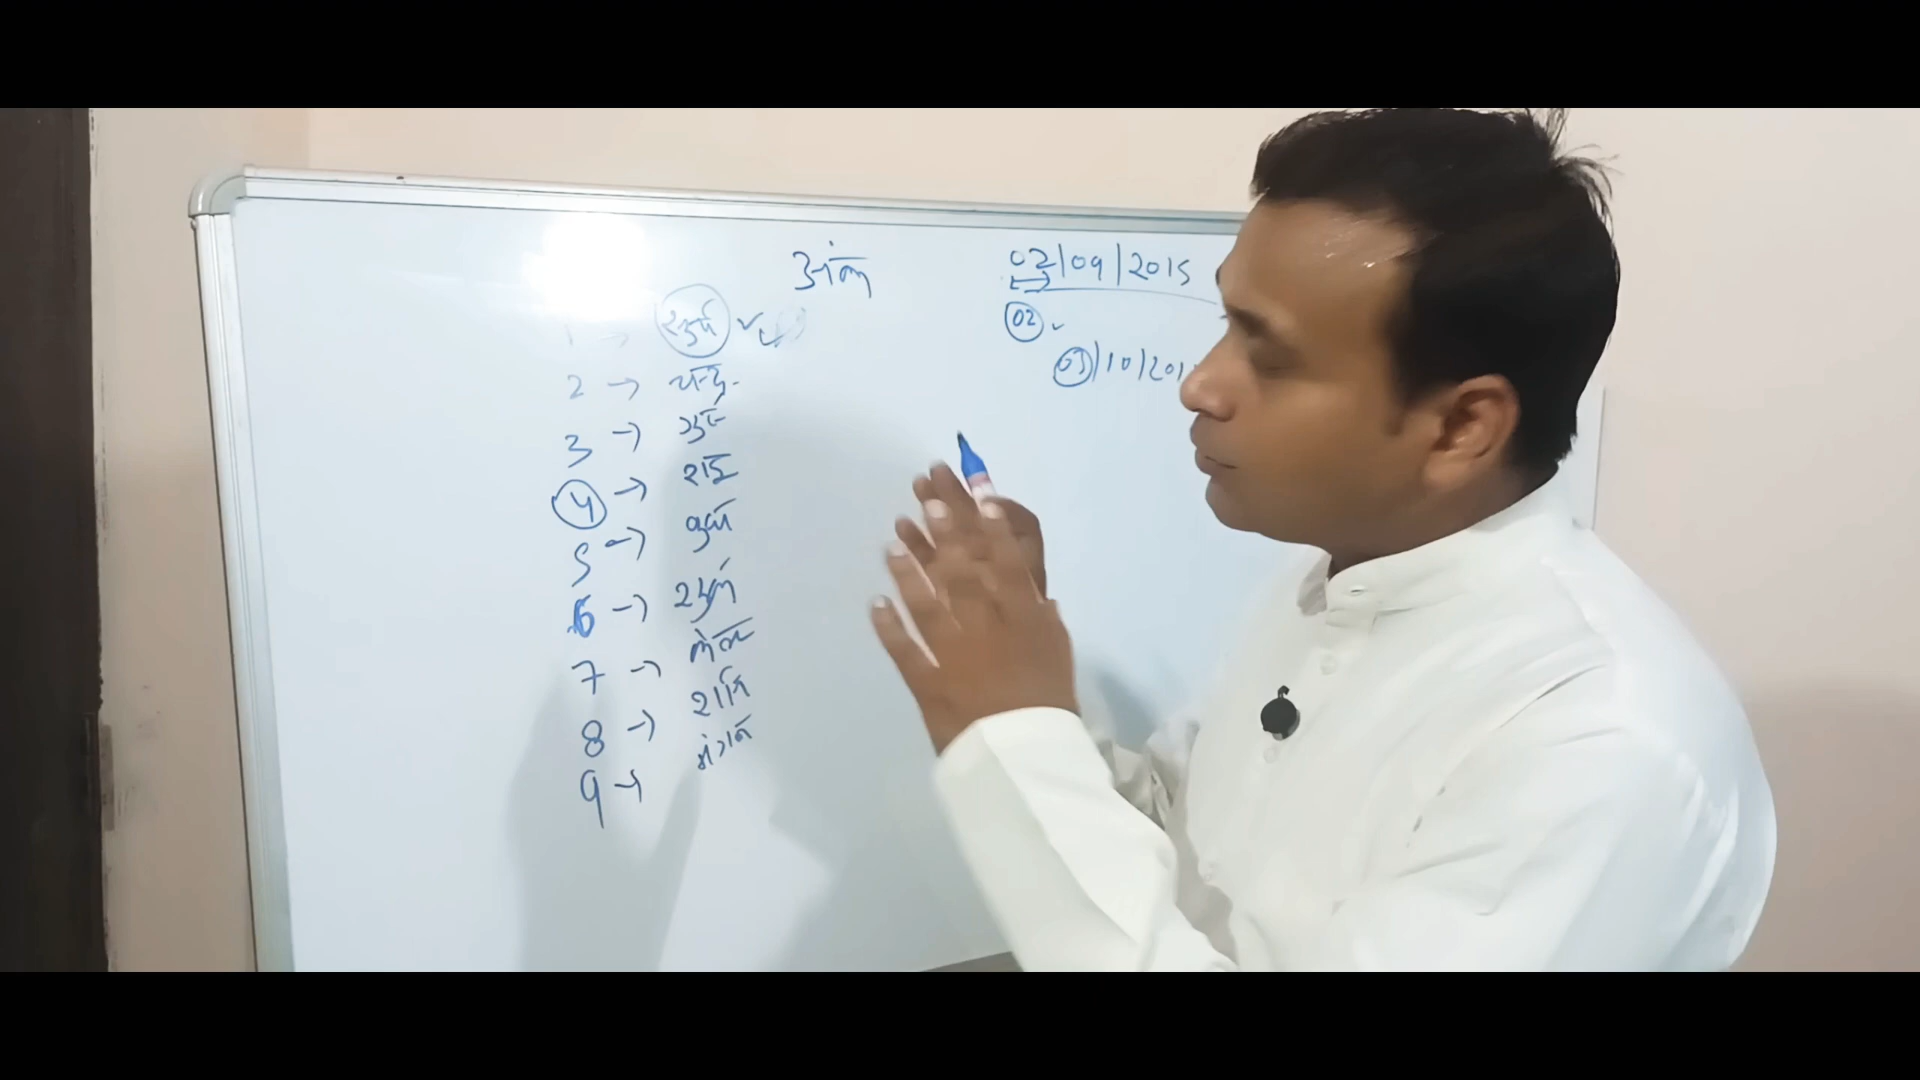 अंक
02/09/2015
02
03/10/201
1 → सूर्य
2 → चन्द्र
3 → गुरु
4 → राहु
5 → बुध
6 → शुक्र
7 → केतु
8 → शनि
9 → मंगल